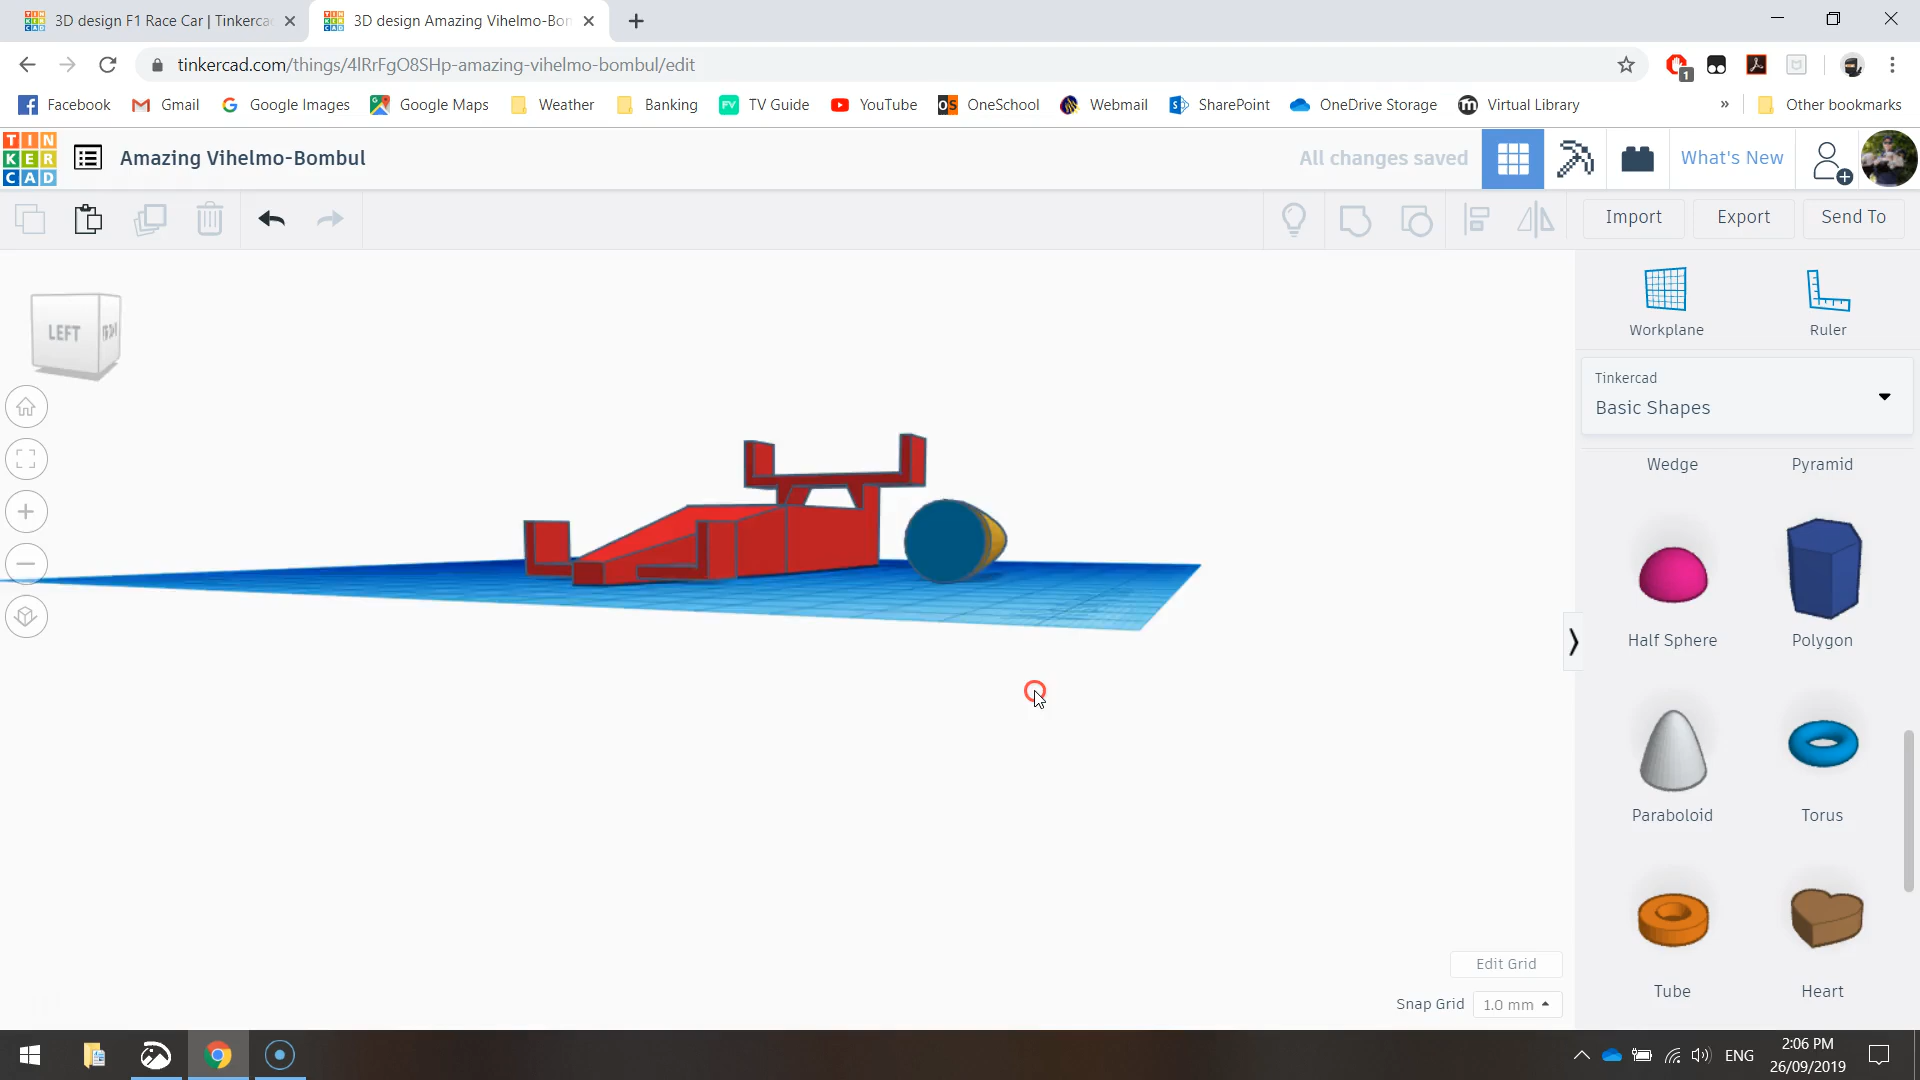 3D design F1 Race Car | Tinkerca
3D design Amazing Vihelmo-Bon
tinkercad.com/things/4lRrFgO8SHp-amazing-vihelmo-bombul/edit
1
Facebook
Gmail
Google Images
Google Maps
Weather
Banking
TV Guide
YouTube
OneSchool
Webmail
SharePoint
OneDrive Storage
Virtual Library
»
Other bookmarks
TIN
KER
CAD
Amazing Vihelmo-Bombul
All changes saved
What's New
Import
Export
Send To
LEFT
Workplane
Ruler
Tinkercad
Basic Shapes
Wedge
Pyramid
Half Sphere
Polygon
Paraboloid
Torus
Tube
Heart
Edit Grid
Snap Grid
1.0 mm
ENG
2:06 PM
26/09/2019